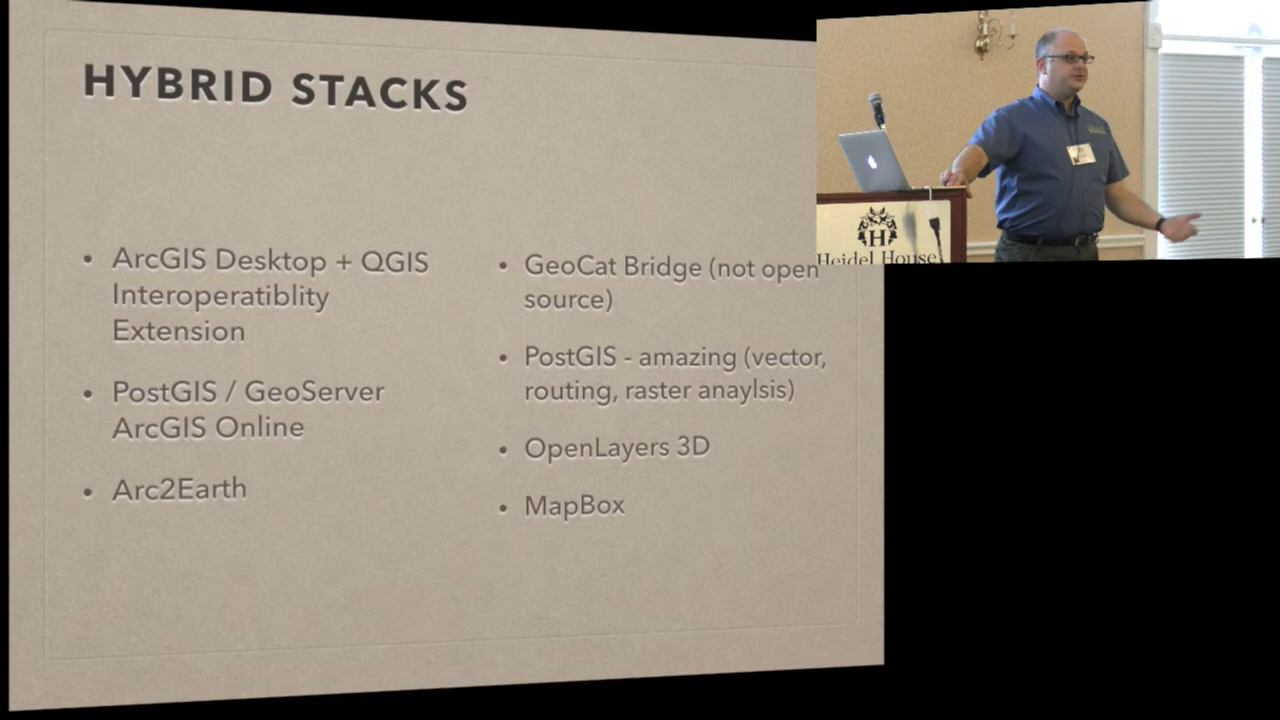 HYBRID STACKS
• ArcGIS Desktop + QGIS
Interoperatiblity
Extension
• PostGIS / GeoServer
ArcGIS Online
• Arc2Earth
• GeoCat Bridge (not open
source)
• PostGIS - amazing (vector,
routing, raster anaylsis)
• OpenLayers 3D
• MapBox
H
Heidel House